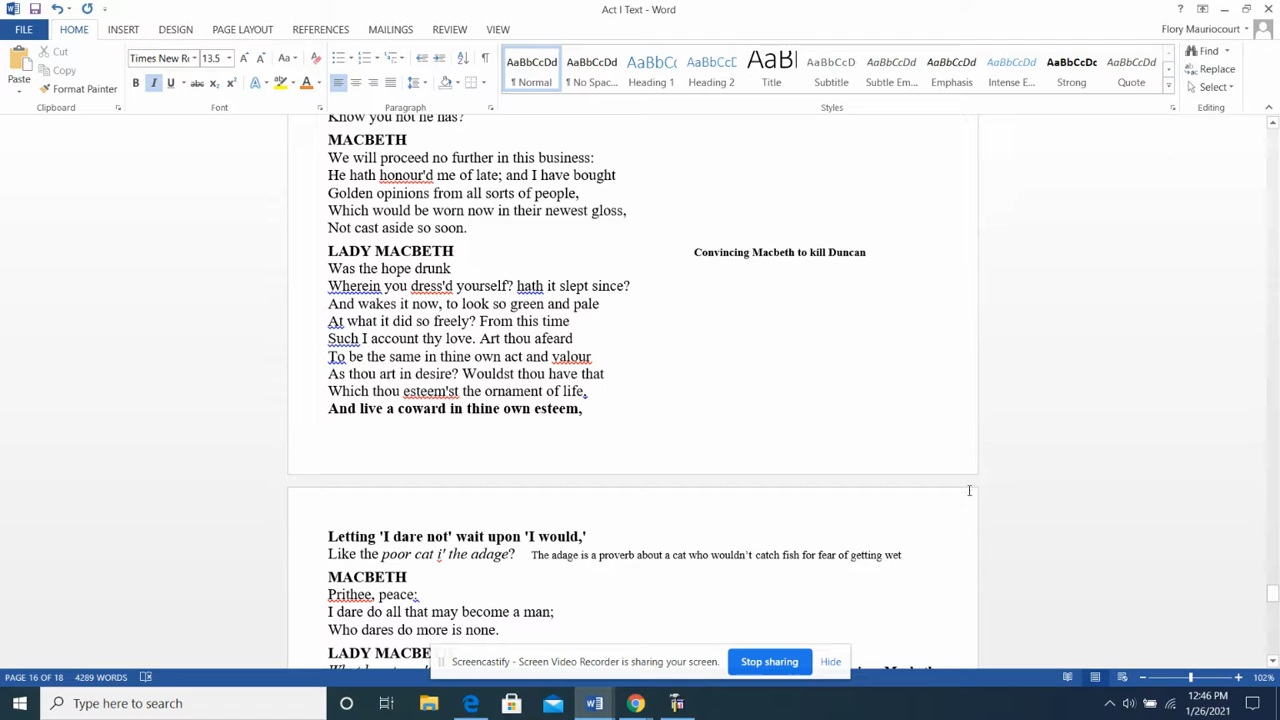 Act I Text - Word
FILE HOME INSERT DESIGN PAGE LAYOUT REFERENCES MAILINGS REVIEW VIEW
Flory Mauriocourt
Paste
Cut
Copy
Format Painter
Clipboard
Times New Ro 13.5
Font
Paragraph
AaBbCcDd AaBbCcDd AaBbC( AaBbCcD AaBb( AaBbCcDd AaBbCcDd AaBbCcDd AaBbCcDd AaBbCcDc AaBbCcDd
¶ Normal ¶ No Spac... Heading 1 Heading 2 Title Subtitle Subtle Em... Emphasis Intense E... Strong Quote
Styles
Find
Replace
Select
Editing
Know you not he has?
MACBETH
We will proceed no further in this business:
He hath honour'd me of late; and I have bought
Golden opinions from all sorts of people,
Which would be worn now in their newest gloss,
Not cast aside so soon.
LADY MACBETH
Convincing Macbeth to kill Duncan
Was the hope drunk
Wherein you dress'd yourself? hath it slept since?
And wakes it now, to look so green and pale
At what it did so freely? From this time
Such I account thy love. Art thou afeard
To be the same in thine own act and valour
As thou art in desire? Wouldst thou have that
Which thou esteem'st the ornament of life,
And live a coward in thine own esteem,
Letting 'I dare not' wait upon 'I would,'
Like the poor cat i' the adage? The adage is a proverb about a cat who wouldn't catch fish for fear of getting wet
MACBETH
Prithee, peace:
I dare do all that may become a man;
Who dares do more is none.
LADY MACBE
Screencastify - Screen Video Recorder is sharing your screen. Stop sharing Hide
PAGE 16 OF 18 4289 WORDS
102%
Type here to search
12:46 PM
1/26/2021